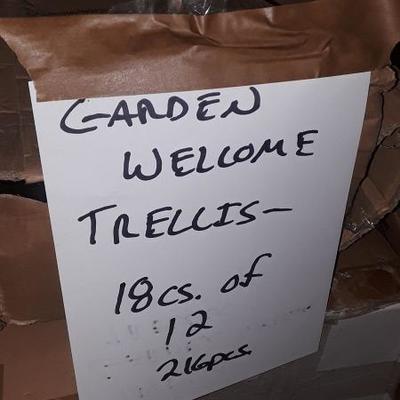 GARDEN
WELCOME
TRELLIS-
18cs. of
12
216pcs.